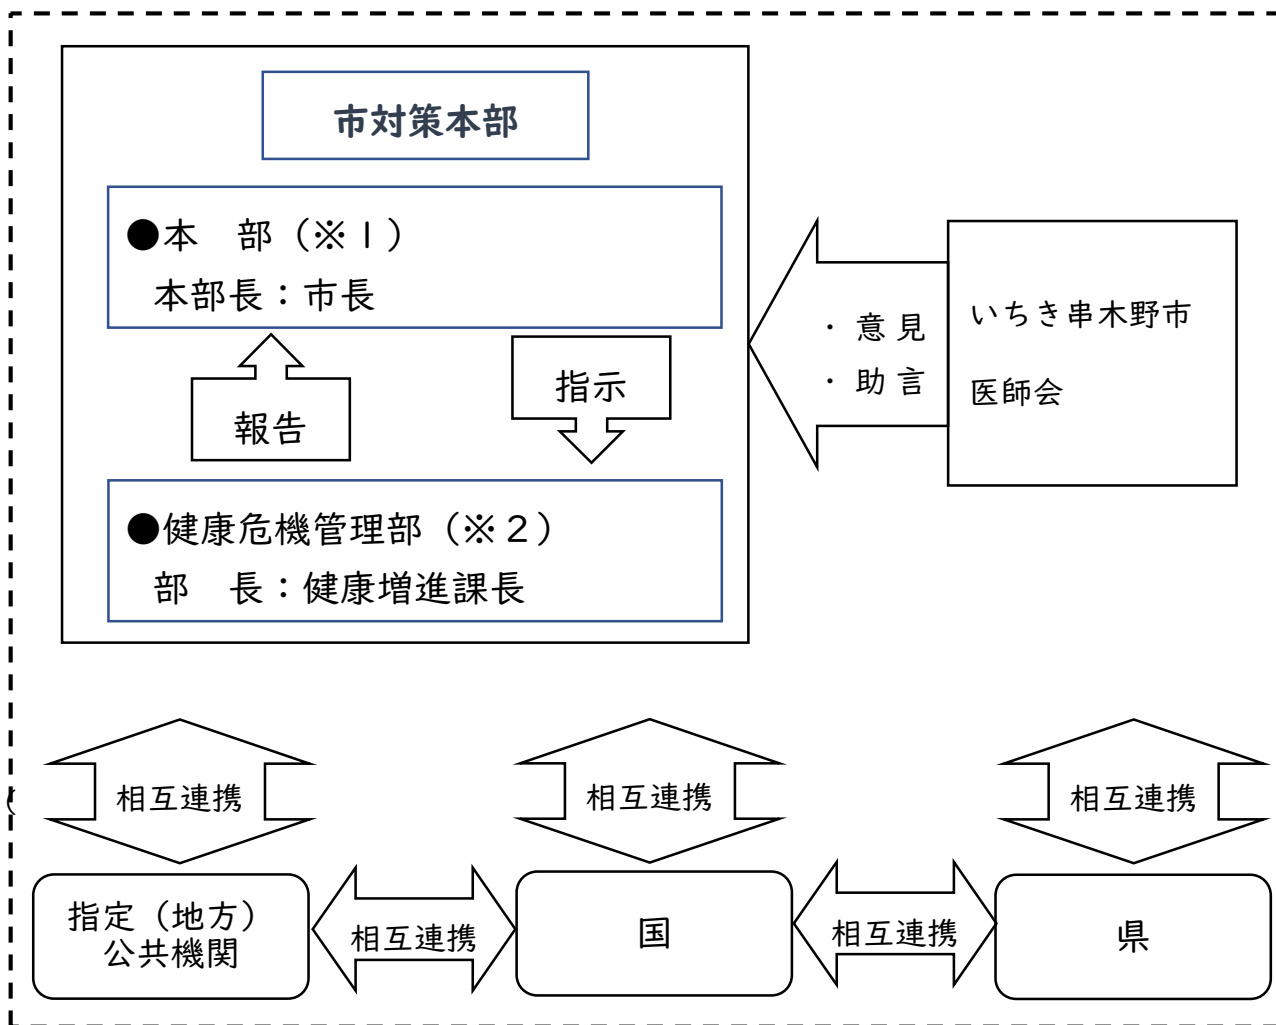 市対策本部
●本　部（※１）
本部長：市長
報告
指示
●健康危機管理部（※２）
部　長：健康増進課長
・意見
・助言
いちき串木野市
医師会
相互連携
相互連携
相互連携
(
指定（地方）
公共機関
相互連携
国
相互連携
県